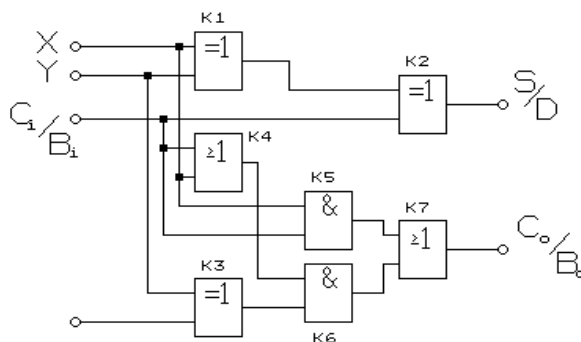 K1
X
=1
K2
Y
S/D
=1
Ci/Bi
K4
≥1
K5
&
K7
Co/Bo
≥1
K3
&
=1
K6